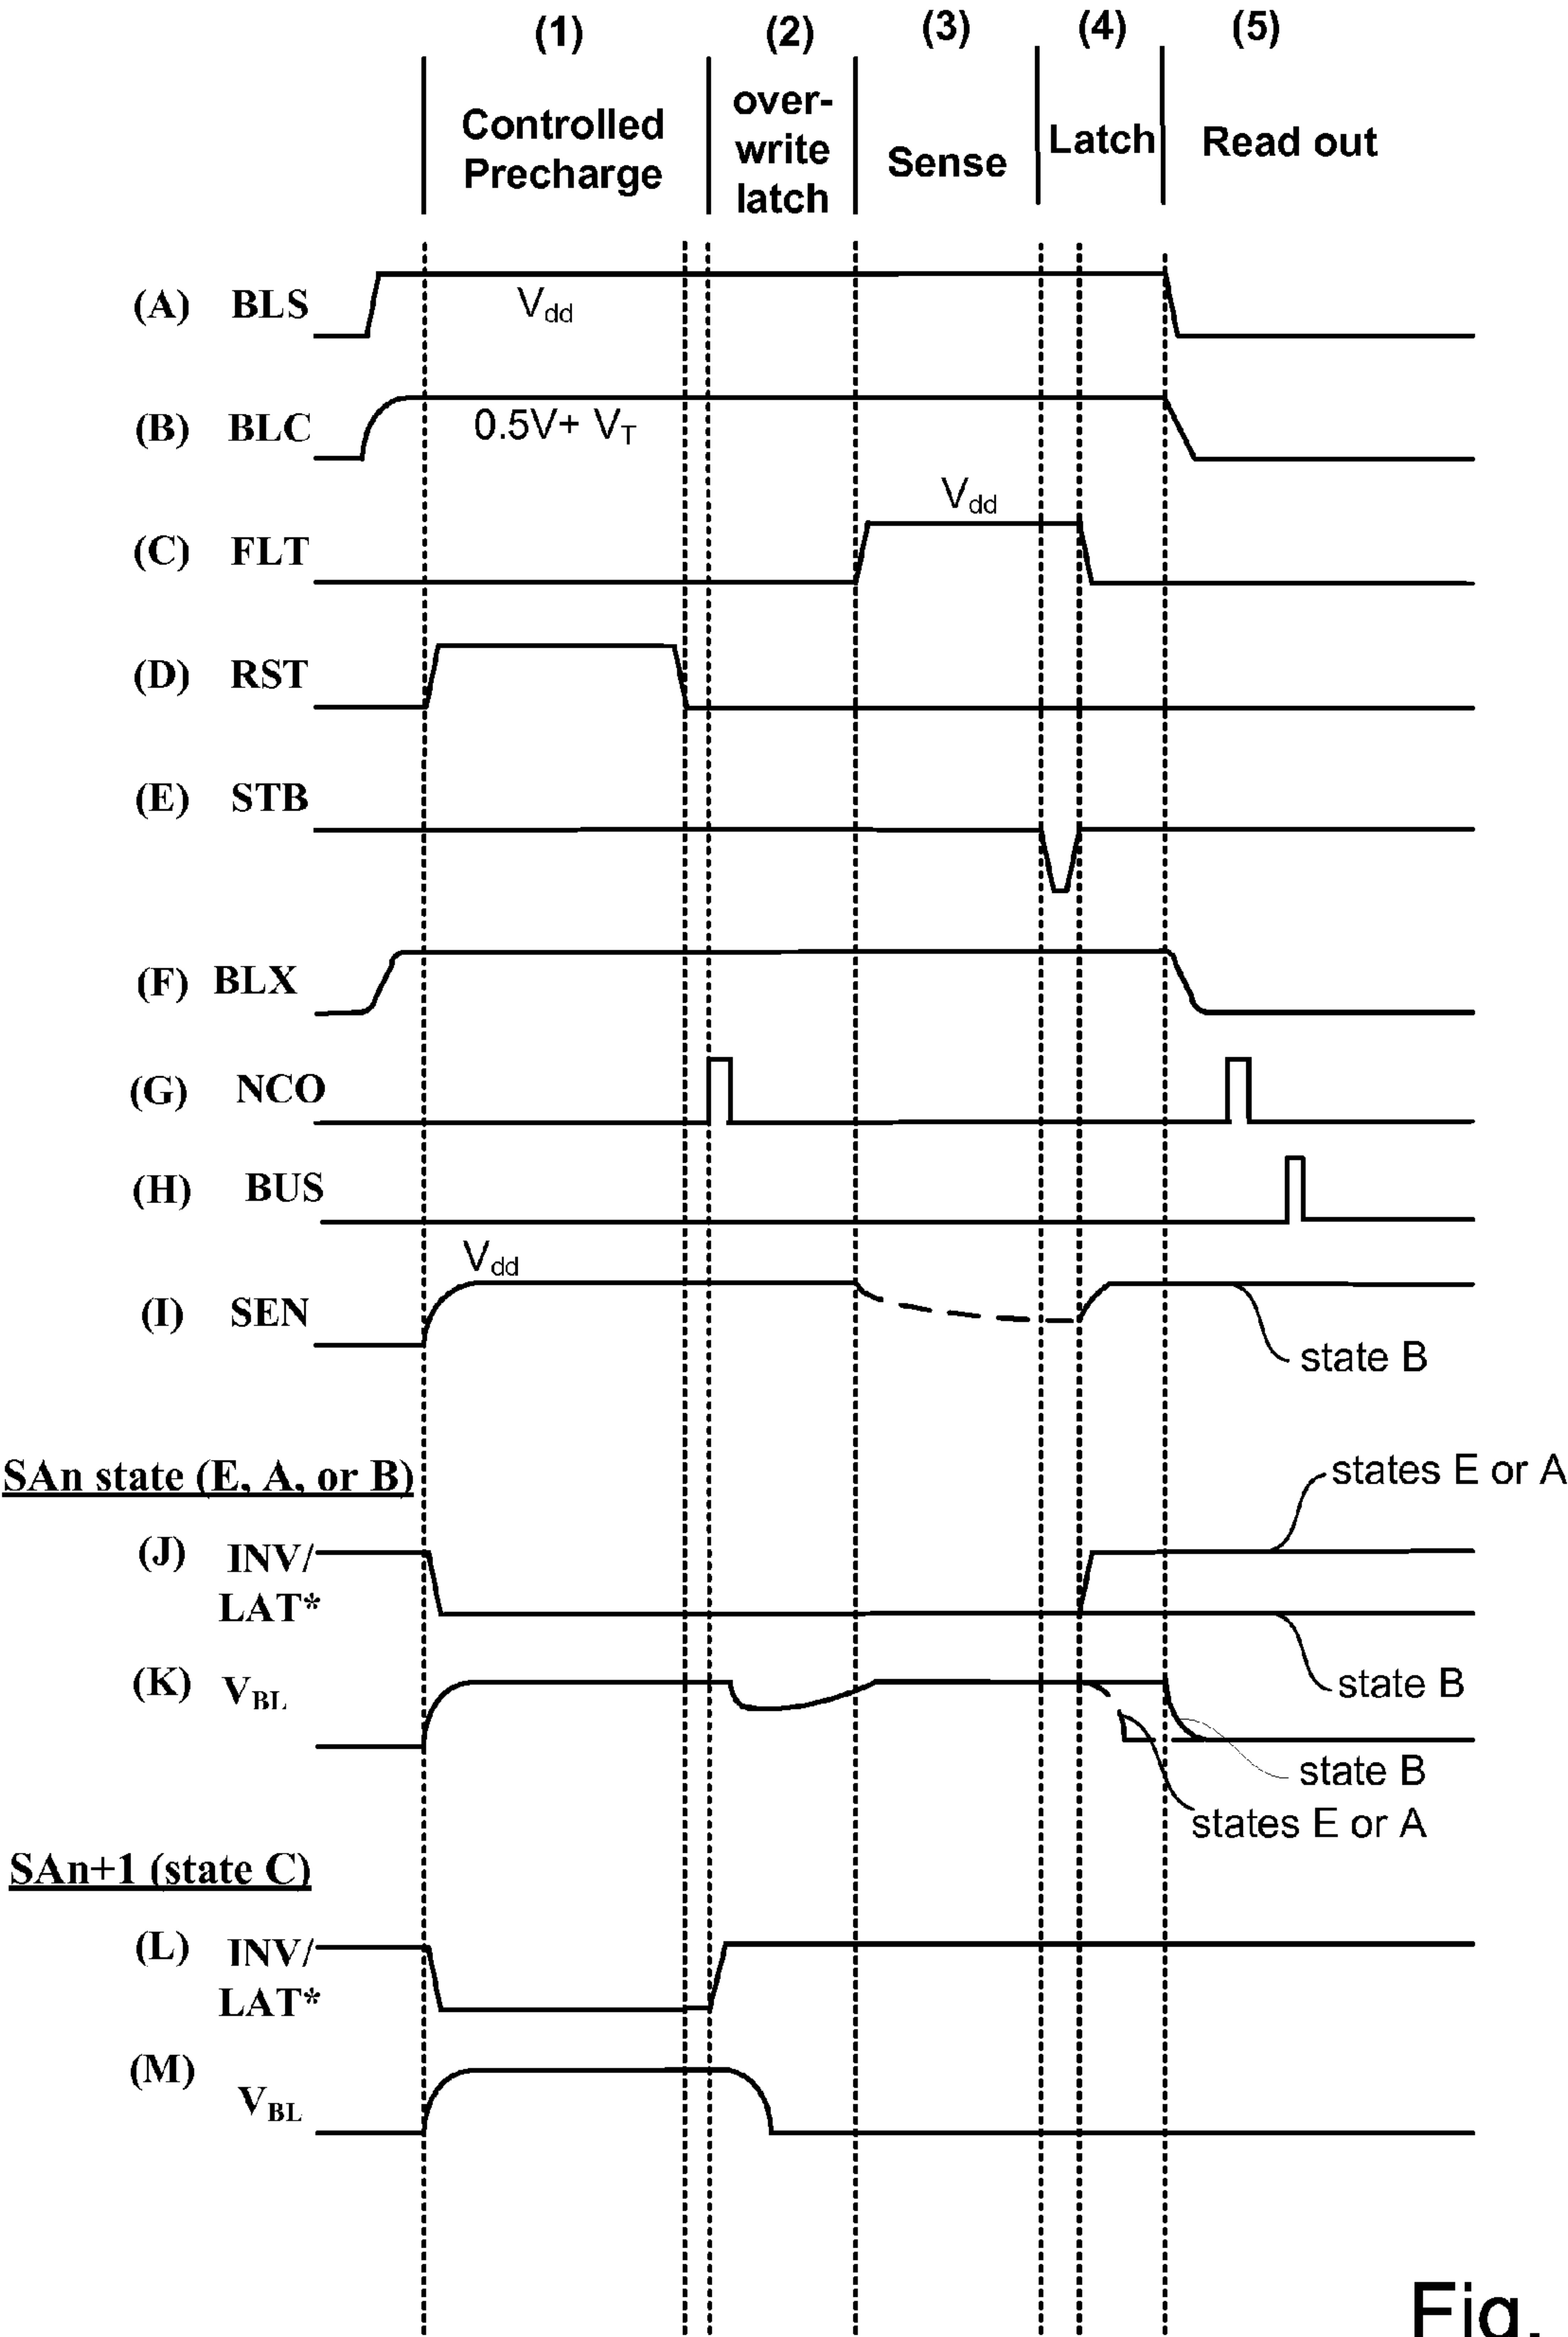 (1)
(2)
(3)
(4)
(5)
Controlled
Precharge
over-
write
latch
Sense
Latch
Read out
(A) BLS
Vdd
(B) BLC
0.5V+ VT
Vdd
(C) FLT
(D) RST
(E) STB
(F) BLX
(G) NCO
(H) BUS
Vdd
(I) SEN
state B
SAn state (E, A, or B)
states E or A
(J) INV/
LAT*
state B
(K) VBL
state B
states E or A
SAn+1 (state C)
(L) INV/
LAT*
(M)
VBL
Fig.